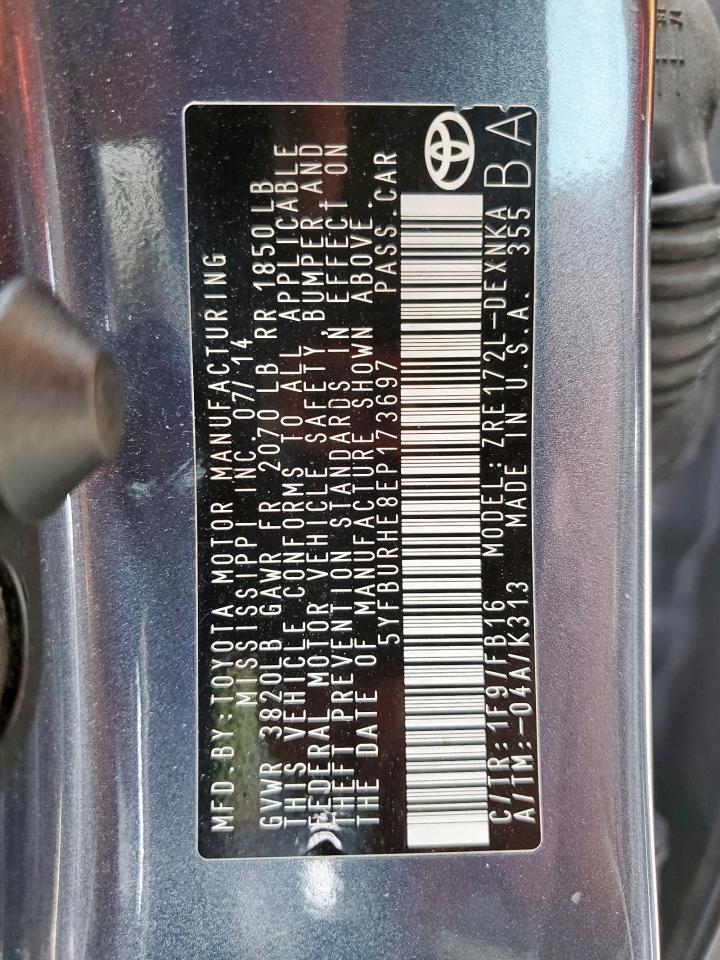 MFD.BY:TOYOTA MOTOR MANUFACTURING
MISSISSIPPI INC.07/14
GVWR 3820LB GAWR FR 2070 LB RR 1850LB
THIS VEHICLE CONFORMS TO ALL APPLICABLE
FEDERAL MOTOR VEHICLE SAFETY, BUMPER AND
THEFT PREVENTION STANDARDS IN EFFECT ON
THE DATE OF MANUFACTURE SHOWN ABOVE.
5YFBURHE8EP173697 PASS.CAR
C/TR:1F9/FB16 MODEL:ZRE172L-DEXNKA
A/TM:-04A/K313 MADE IN U.S.A. 355
BA